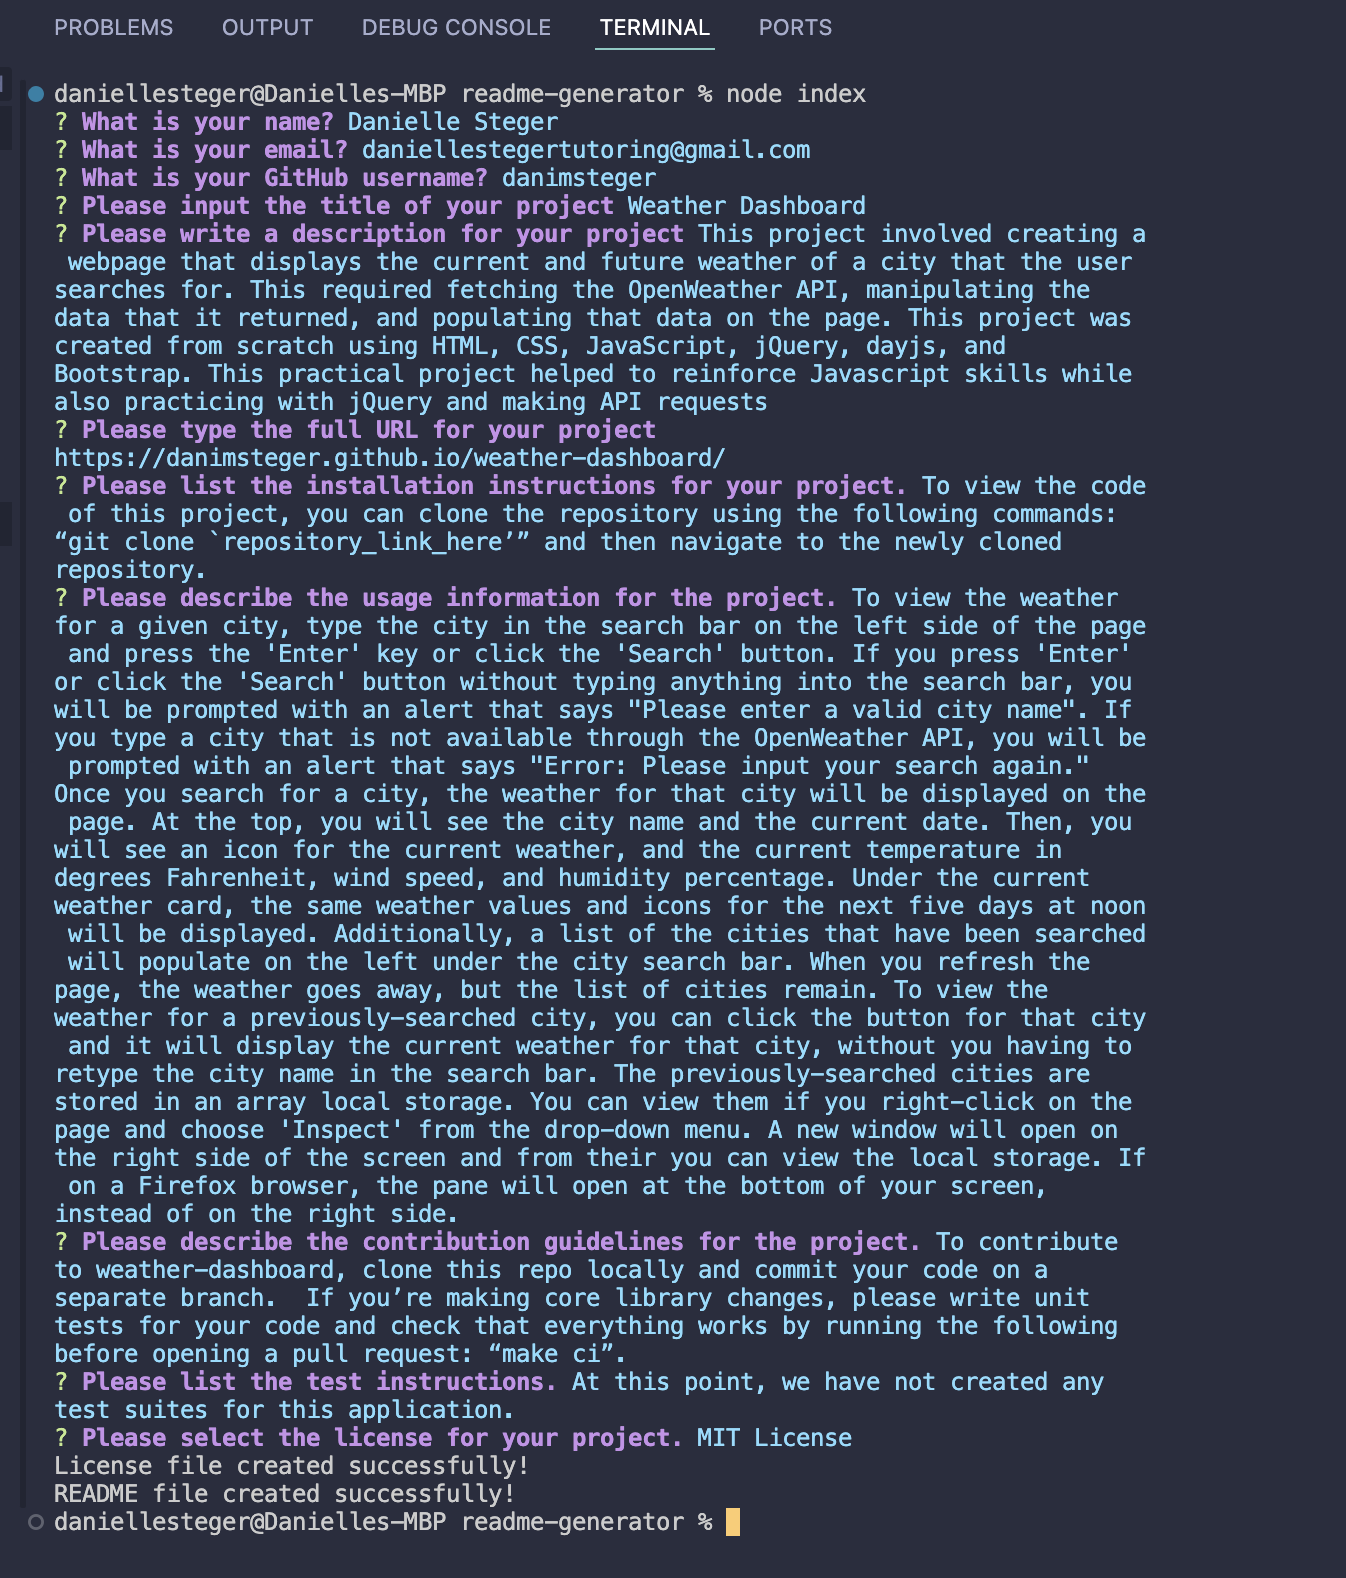 PROBLEMS OUTPUT DEBUG CONSOLE TERMINAL PORTS
daniellesteger@Danielles-MBP readme-generator % node index
? What is your name? Danielle Steger
? What is your email? daniellestegertutoring@gmail.com
? What is your GitHub username? danimsteger
? Please input the title of your project Weather Dashboard
? Please write a description for your project This project involved creating a
webpage that displays the current and future weather of a city that the user
searches for. This required fetching the OpenWeather API, manipulating the
data that it returned, and populating that data on the page. This project was
created from scratch using HTML, CSS, JavaScript, jQuery, dayjs, and
Bootstrap. This practical project helped to reinforce Javascript skills while
also practicing with jQuery and making API requests
? Please type the full URL for your project
https://danimsteger.github.io/weather-dashboard/
? Please list the installation instructions for your project. To view the code
of this project, you can clone the repository using the following commands:
“git clone `repository_link_here’” and then navigate to the newly cloned
repository.
? Please describe the usage information for the project. To view the weather
for a given city, type the city in the search bar on the left side of the page
and press the 'Enter' key or click the 'Search' button. If you press 'Enter'
or click the 'Search' button without typing anything into the search bar, you
will be prompted with an alert that says "Please enter a valid city name". If
you type a city that is not available through the OpenWeather API, you will be
prompted with an alert that says "Error: Please input your search again."
Once you search for a city, the weather for that city will be displayed on the
page. At the top, you will see the city name and the current date. Then, you
will see an icon for the current weather, and the current temperature in
degrees Fahrenheit, wind speed, and humidity percentage. Under the current
weather card, the same weather values and icons for the next five days at noon
will be displayed. Additionally, a list of the cities that have been searched
will populate on the left under the city search bar. When you refresh the
page, the weather goes away, but the list of cities remain. To view the
weather for a previously-searched city, you can click the button for that city
and it will display the current weather for that city, without you having to
retype the city name in the search bar. The previously-searched cities are
stored in an array local storage. You can view them if you right-click on the
page and choose 'Inspect' from the drop-down menu. A new window will open on
the right side of the screen and from their you can view the local storage. If
on a Firefox browser, the pane will open at the bottom of your screen,
instead of on the right side.
? Please describe the contribution guidelines for the project. To contribute
to weather-dashboard, clone this repo locally and commit your code on a
separate branch.  If you’re making core library changes, please write unit
tests for your code and check that everything works by running the following
before opening a pull request: “make ci”.
? Please list the test instructions. At this point, we have not created any
test suites for this application.
? Please select the license for your project. MIT License
License file created successfully!
README file created successfully!
daniellesteger@Danielles-MBP readme-generator %